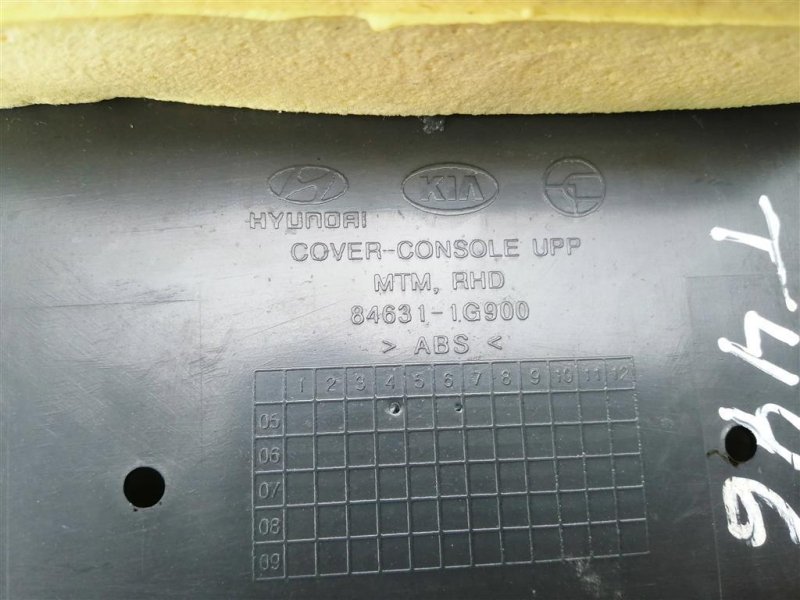 KIA
HYUNDAI
COVER-CONSOLE UPP
MTM, RHD
84631-1G900
> ABS <
1 2 3 4 5 6 7 8 9 10 11 12
05
06
07
08
09